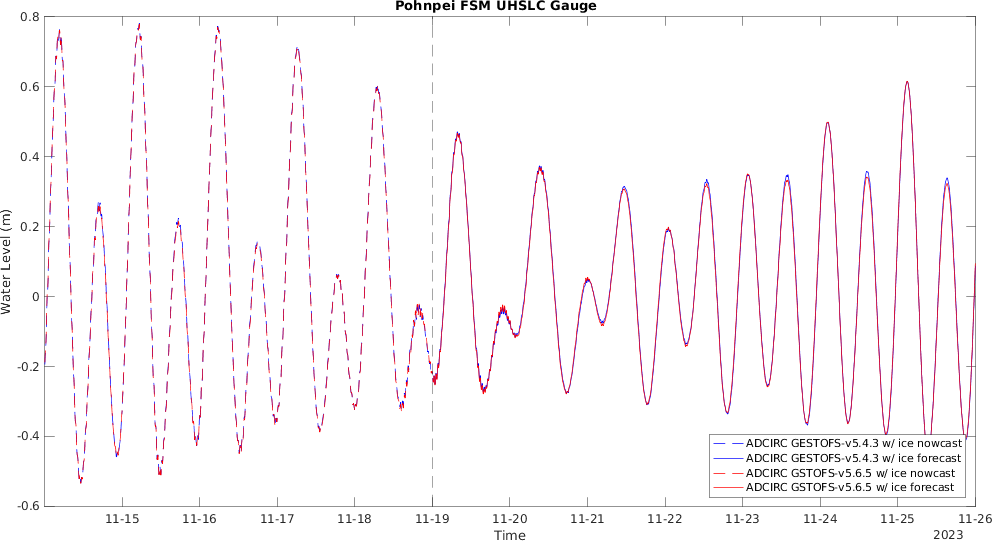 Pohnpei FSM UHSLC Gauge
0.8
0.6
0.4
0.2
0
-0.2
-0.4
-0.6
Water Level (m)
ADCIRC GESTOFS-v5.4.3 w/ ice nowcast
ADCIRC GESTOFS-v5.4.3 w/ ice forecast
ADCIRC GSTOFS-v5.6.5 w/ ice nowcast
ADCIRC GSTOFS-v5.6.5 w/ ice forecast
11-15 11-16 11-17 11-18 11-19 11-20 11-21 11-22 11-23 11-24 11-25 11-26
Time
2023